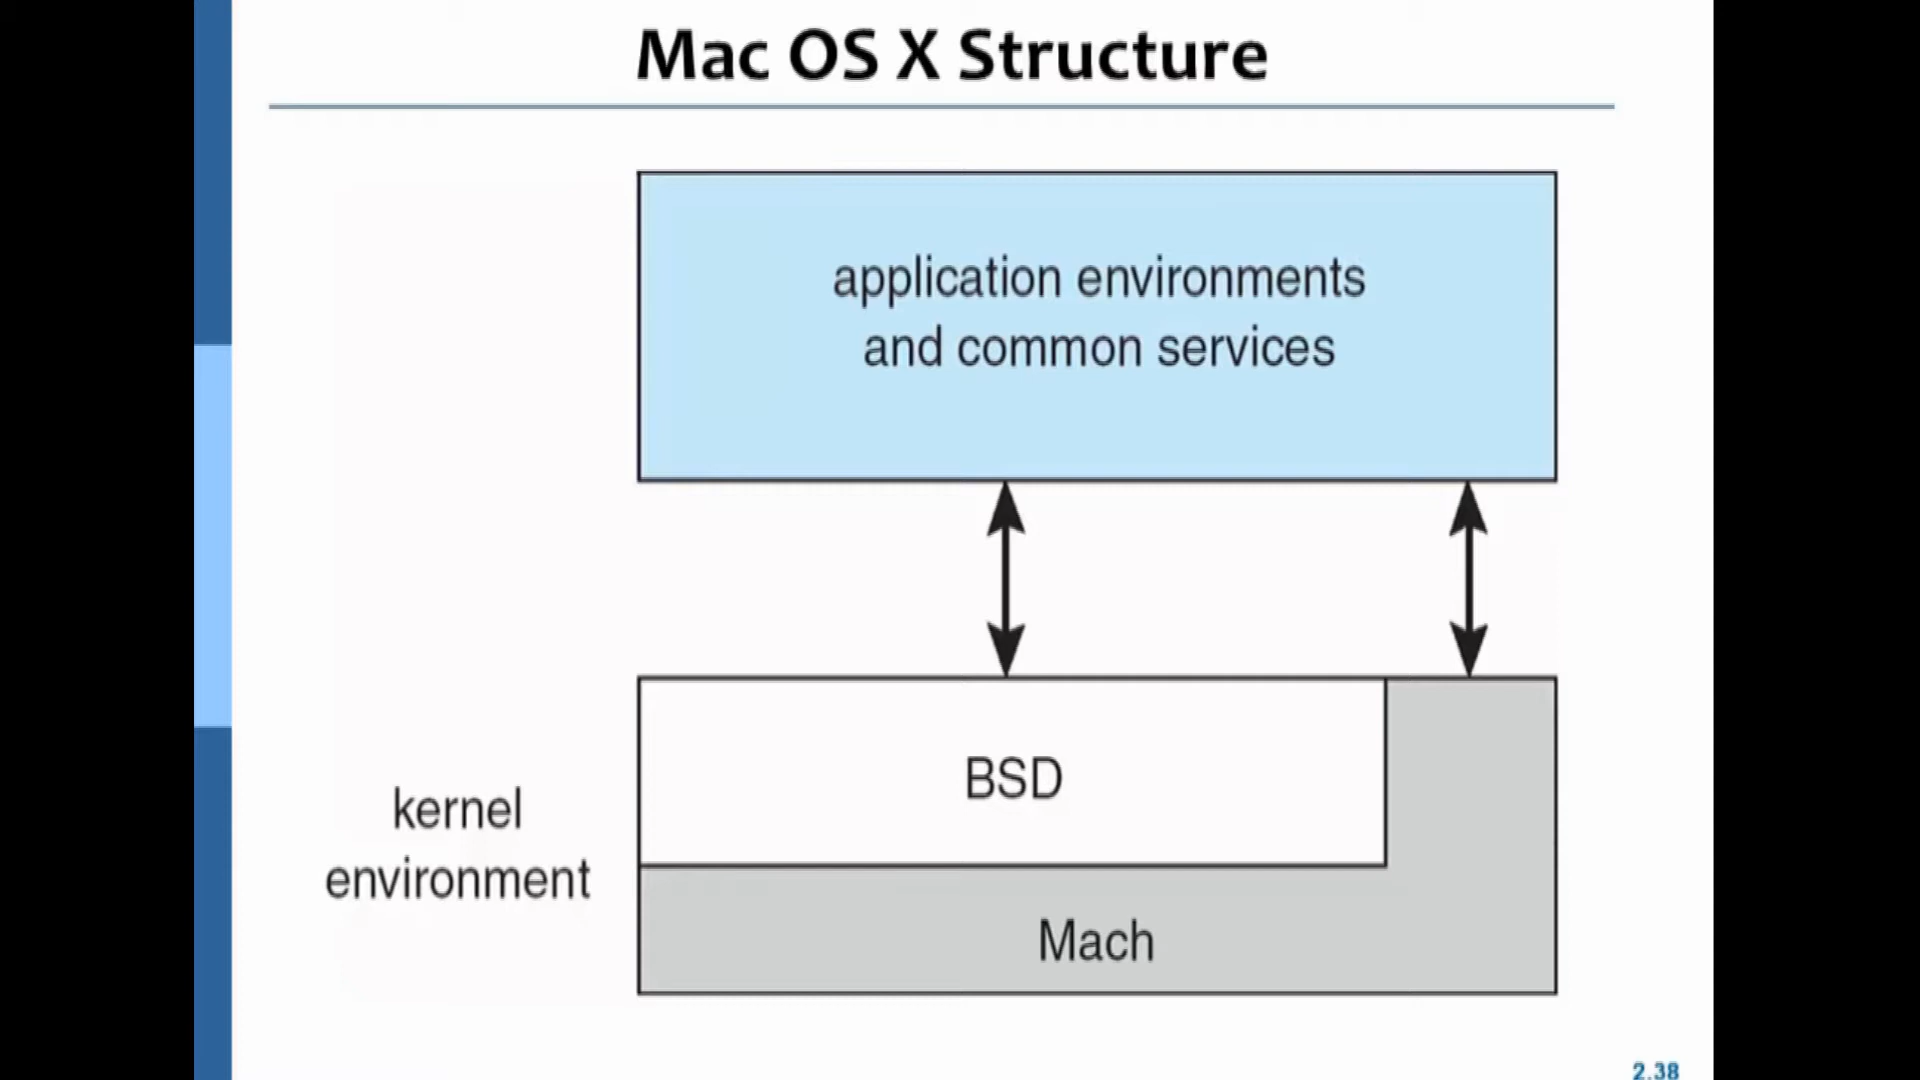 Mac OS X Structure
application environments
and common services
BSD
kernel
environment
Mach
2.38